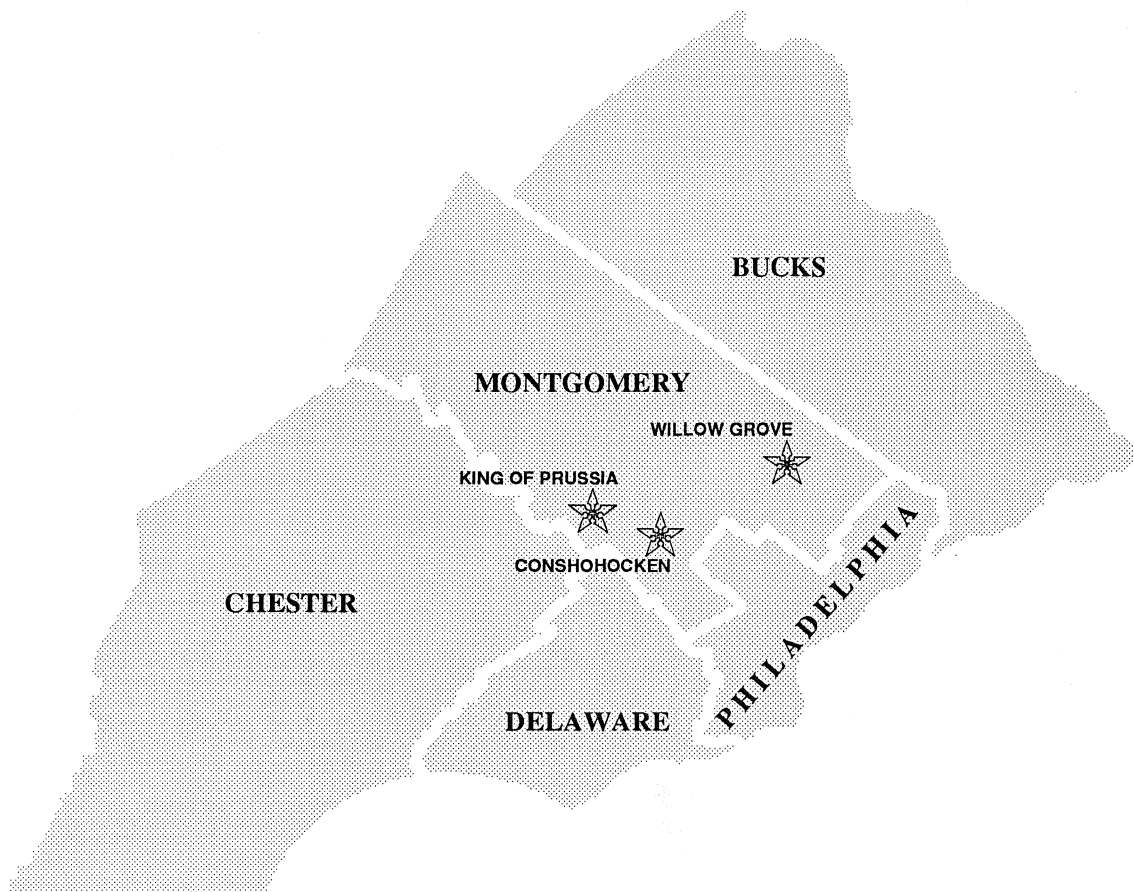 BUCKS
MONTGOMERY
WILLOW GROVE
KING OF PRUSSIA
CONSHOHOCKEN
PHILADELPHIA
CHESTER
DELAWARE